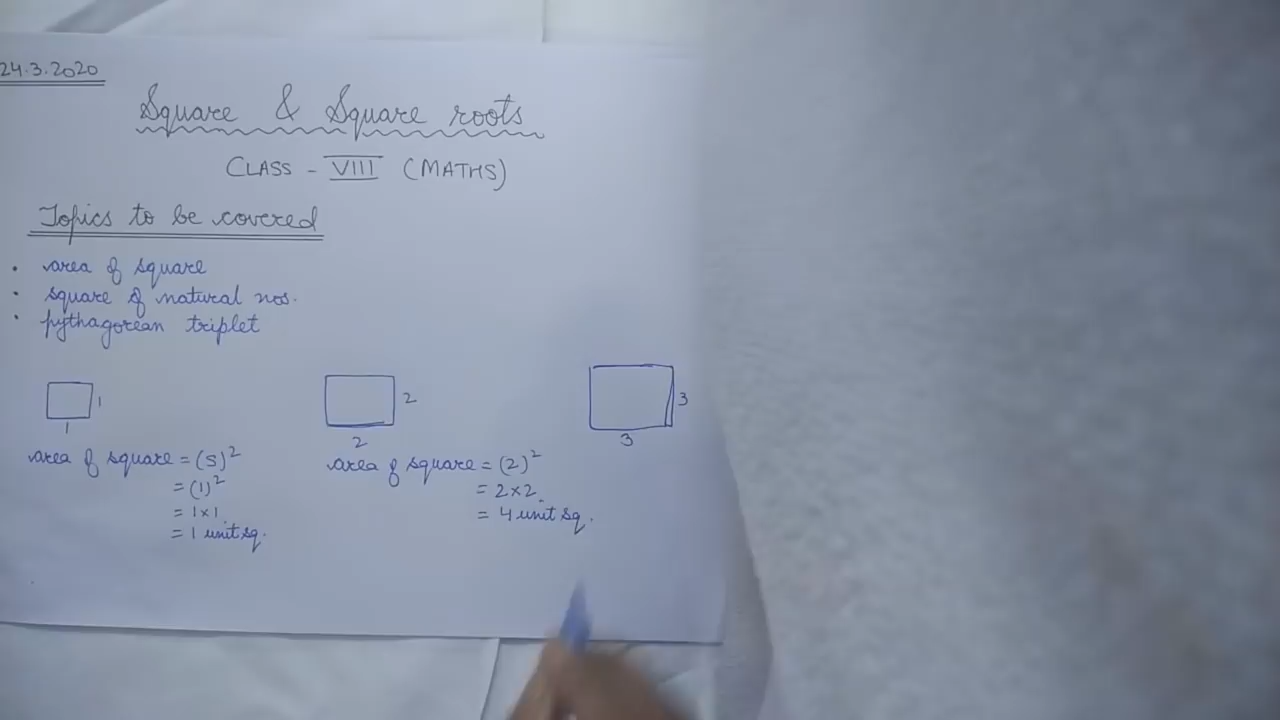 24.3.2020
Square & Square roots
CLASS - VIII (MATHS)
Topics to be covered
• area of square
• square of natural nos.
• pythagorean triplet
1
1
area of square = (S)²
= (1)²
= 1×1
= 1 unit sq.
2
2
area of square = (2)²
= 2×2
= 4 unit sq.
3
3